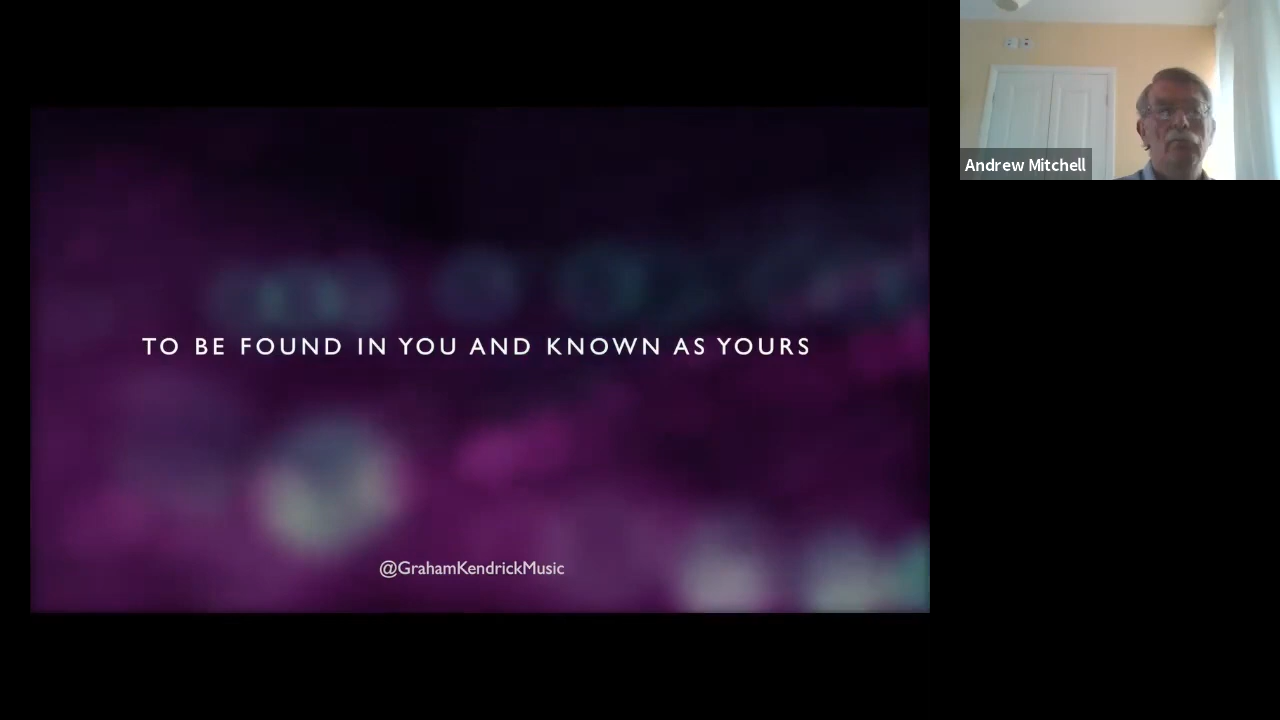 TO BE FOUND IN YOU AND KNOWN AS YOURS
@GrahamKendrickMusic
Andrew Mitchell